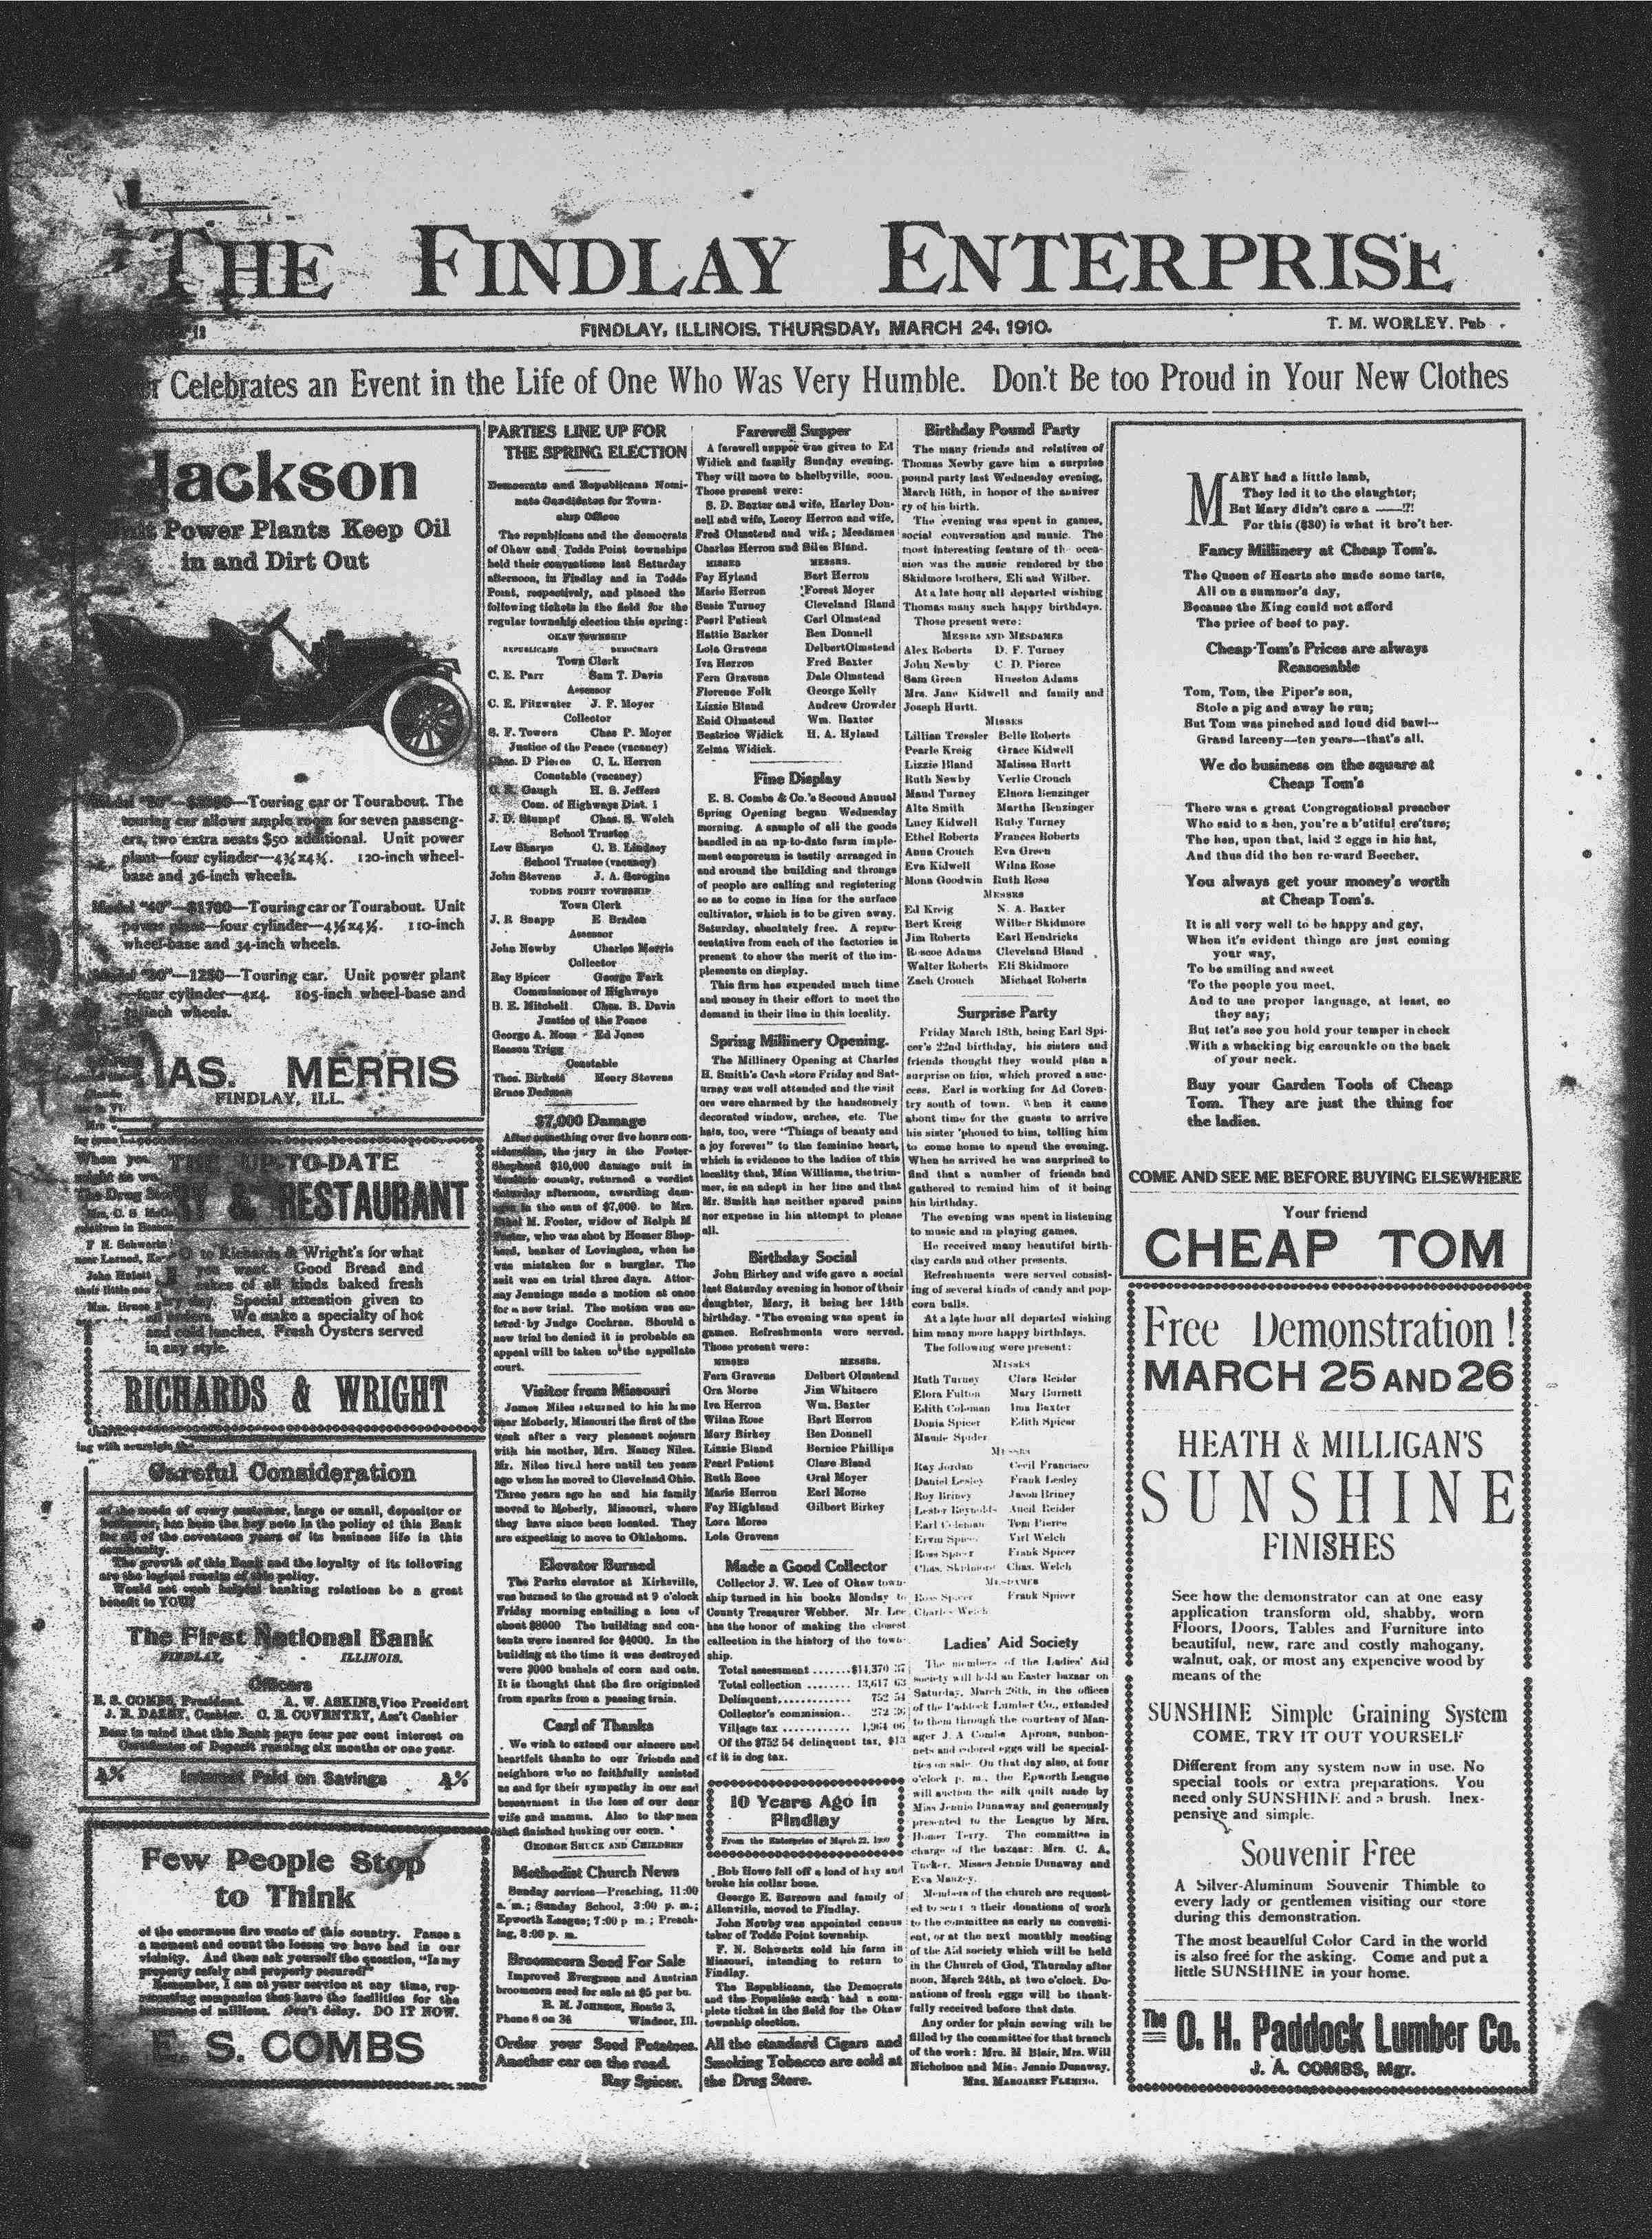 THE FINDLAY ENTERPRISE
FINDLAY, ILLINOIS, THURSDAY, MARCH 24, 1910.
T. M. WORLEY, Pub
Celebrates an Event in the Life of One Who Was Very Humble. Don't Be too Proud in Your New Clothes
Jackson
Power Plants Keep Oil
in and Dirt Out
Touring car or Tourabout. The
touring car allows ample room for seven passeng-
ers, two extra seats $50 additional. Unit power
plant—four cylinder—4¾x4¾. 120-inch wheel-
base and 36-inch wheels.
Model "40"—$1700—Touring car or Tourabout. Unit
power plant—four cylinder 110-inch
wheel-base and 34-inch wheels.
1250—Touring car. Unit power plant
four cylinder—4x4. 105-inch wheel-base and
wheels.
MERRIS
FINDLAY, ILL.
THE UP-TO-DATE
& RESTAURANT
to Richards & Wright's for what
you want. Good Bread and
cakes of all kinds baked fresh
every day. Special attention given to
orders. We make a specialty of hot
and cold lunches. Fresh Oysters served
in any style.
RICHARDS & WRIGHT
Careful Consideration
of the needs of every customer, large or small, depositor or
has been the key note in the policy of this Bank
for all of the seventeen years of its business life in this
community.
The growth of this Bank and the loyalty of its following
are the logical results of this policy.
Would not such helpful banking relations be a great
benefit to YOU?
The First National Bank
FINDLAY, ILLINOIS.
Officers
E. S. COMBS, President. A. W. ASKINS, Vice President
J. E. DAZEY, Cashier. C. E. COVENTRY, Ass't Cashier
Bear in mind that this Bank pays four per cent interest on
Certificates of Deposit running six months or one year.
4% Interest Paid on Savings 4%
Few People Stop
to Think
of the enormous fire waste of this country. Pause a
moment and count the losses we have had in our
vicinity. And then ask yourself the question, "Is my
property safely and properly insured?"
Remember, I am at your service at any time, rep-
resenting companies that have the facilities for the
business of millions. Don't delay. DO IT NOW.
E. S. COMBS
PARTIES LINE UP FOR
THE SPRING ELECTION
Democrats and Republicans Nomi-
nate Candidates for Town-
ship Offices
The republicans and the democrats
of Okaw and Todds Point townships
held their conventions last Saturday
afternoon, in Findlay and in Todds
Point, respectively, and placed the
following tickets in the field for the
regular township election this spring:
OKAW TOWNSHIP
REPUBLICANS DEMOCRATS
Town Clerk
C. E. Parr Sam T. Davis
Assessor
C. E. Fitzwater J. F. Moyer
Collector
S. F. Towers Chas P. Moyer
Justice of the Peace (vacancy)
Chas. D Pierce C. L. Herron
Constable (vacancy)
Gaugh H. S. Jeffers
Com. of Highways Dist. 1
J. D. Stumpf Chas. S. Welch
School Trustee
Lew Sharpe O. B. Lindsey
School Trustee (vacancy)
John Stevens J. A. Scrogins
TODDS POINT TOWNSHIP
Town Clerk
J. R Snapp E. Braden
Assessor
John Newby Charles Morris
Collector
Ray Spicer George Park
Commissioner of Highways
B. E. Mitchell Chas. B. Davis
Justice of the Peace
George A. Noon Ed Jones
Reason Trigg
Constable
Thos. Birkett Henry Stevens
Bruce Dedman
$7,000 Damage
After something over five hours con-
sideration, the jury in the Foster-
Shepherd $10,000 damage suit in
Moultrie county, returned a verdict
Saturday afternoon, awarding dam-
ages in the sum of $7,000. to Mrs.
Ethel M. Foster, widow of Ralph M
Foster, who was shot by Homer Shep-
herd, banker of Lovington, when he
was mistaken for a burglar. The
suit was on trial three days. Attor-
ney Jennings made a motion at once
for a new trial. The motion was en-
tered by Judge Cochran. Should a
new trial be denied it is probable an
appeal will be taken to the appellate
court.
Visitor from Missouri
James Niles returned to his home
near Moberly, Missouri the first of the
week after a very pleasant sojourn
with his mother, Mrs. Nancy Niles.
Mr. Niles lived here until ten years
ago when he moved to Cleveland Ohio.
Three years ago he and his family
moved to Moberly, Missouri, where
they have since been located. They
are expecting to move to Oklahoma.
Elevator Burned
The Parks elevator at Kirksville,
was burned to the ground at 9 o'clock
Friday morning entailing a loss of
about $8000 The building and con-
tents were insured for $4000. In the
building at the time it was destroyed
were 3000 bushels of corn and oats.
It is thought that the fire originated
from sparks from a passing train.
Card of Thanks
We wish to extend our sincere and
heartfelt thanks to our friends and
neighbors who so faithfully assisted
us and for their sympathy in our sad
bereavment in the loss of our dear
wife and mamma. Also to the men
that finished husking our corn.
GEORGE SHUCK AND CHILDREN
Methodist Church News
Sunday services—Preaching, 11:00
a. m.; Sunday School, 3:00 p. m.;
Epworth League; 7:00 p m.; Preach-
ing, 8:00 p. m.
Broomcorn Seed For Sale
Improved Evergreen and Austrian
broomcorn seed for sale at $5 per bu.
R. M. JOHNSON, Route 3,
Phone 8 on 36 Windsor, Ill.
Order your Seed Potatoes.
Another car on the road.
Ray Spicer.
Farewell Supper
A farewell supper was given to Ed
Widick and family Sunday evening.
They will move to Shelbyville, soon.
Those present were:
S. D. Baxter and wife, Harley Don-
nell and wife, Leroy Herron and wife,
Fred Olmstead and wife; Mesdames
Charles Herron and Silas Bland.
MISSES MESSRS.
Fay Hyland Bert Herron
Marie Herron Forest Moyer
Susie Turney Cleveland Bland
Pearl Patient Carl Olmstead
Hattie Barker Ben Donnell
Lola Gravens Delbert Olmstead
Iva Herron Fred Baxter
Fern Gravens Dale Olmstead
Florence Folk George Kelly
Lizzie Bland Andrew Crowder
Enid Olmstead Wm. Baxter
Beatrice Widick H. A. Hyland
Zelma Widick.
Fine Display
E. S. Combs & Co.'s Second Annual
Spring Opening began Wednesday
morning. A sample of all the goods
handled in an up-to-date farm imple-
ment emporeum is tastily arranged in
and around the building and throngs
of people are calling and registering
so as to come in line for the surface
cultivator, which is to be given away.
Saturday, absolutely free. A repre-
sentative from each of the factories is
present to show the merit of the im-
plements on display.
This firm has expended much time
and money in their effort to meet the
demand in their line in this locality.
Spring Millinery Opening.
The Millinery Opening at Charles
H. Smith's Cash store Friday and Sat-
urnay was well attended and the visit
ors were charmed by the handsomely
decorated window, arches, etc. The
hats, too, were "Things of beauty and
a joy forever" to the feminine heart,
which is evidence to the ladies of this
locality that, Miss Williams, the trim-
mer, is an adept in her line and that
Mr. Smith has neither spared pains
nor expense in his attempt to please
all.
Birthday Social
John Birkey and wife gave a social
last Saturday evening in honor of their
daughter, Mary, it being her 14th
birthday. The evening was spent in
games. Refreshments were served.
Those present were:
MISSES MESSRS.
Fern Gravens Delbert Olmstead
Ora Morse Jim Whitacre
Iva Herron Wm. Baxter
Wilna Rose Bart Herron
Mary Birkey Ben Donnell
Lizzie Bland Bernice Phillips
Pearl Patient Clare Bland
Ruth Rose Oral Moyer
Marie Herron Earl Morse
Fay Highland Gilbert Birkey
Lora Morse
Lola Gravens
Made a Good Collector
Collector J. W. Lee of Okaw town-
ship turned in his books Monday to
County Treasurer Webber. Mr. Lee
has the honor of making the closest
collection in the history of the town-
ship.
Total assessment .......$14,370 37
Total collection ........ 13,617 63
Delinquent............ 752 54
Collector's commission.. 272 36
Village tax ............ 1,964 06
Of the $752 54 delinquent tax, $13
of it is dog tax.
10 Years Ago in
Findlay
From the Enterprise of March 22, 1900
Bob Howe fell off a load of hay and
broke his collar bone.
George E. Burrows and family of
Allenville, moved to Findlay.
John Newby was appointed census
taker of Todds Point township.
F. N. Schwartz sold his farm in
Missouri, intending to return to
Findlay.
The Republicans, the Democrats
and the Populists each had a com-
plete ticket in the field for the Okaw
township election.
All the standard Cigars and
Smoking Tobacco are sold at
the Drug Store.
Birthday Pound Party
The many friends and relatives of
Thomas Newby gave him a surprise
pound party last Wednesday evening,
March 16th, in honor of the anniver
ry of his birth.
The evening was spent in games,
social conversation and music. The
most interesting feature of the occa-
sion was the music rendered by the
Skidmore brothers, Eli and Wilber.
At a late hour all departed wishing
Thomas many such happy birthdays.
Those present were:
MESSRS AND MESDAMES
Alex Roberts D. F. Turney
John Newby C. D. Pierce
Sam Green Hueston Adams
Mrs. Jane Kidwell and family and
Joseph Hurtt.
MISSES
Lillian Tressler Belle Roberts
Pearle Kreig Grace Kidwell
Lizzie Bland Malissa Hurtt
Ruth Newby Verlie Crouch
Maud Turney Elnora Benzinger
Alta Smith Martha Benzinger
Lucy Kidwell Ruby Turney
Ethel Roberts Frances Roberts
Anna Crouch Eva Green
Eva Kidwell Wilna Rose
Mona Goodwin Ruth Rose
MESSRS
Ed Kreig N. A. Baxter
Bert Kreig Wilber Skidmore
Jim Roberts Earl Hendricks
Roscoe Adams Cleveland Bland
Walter Roberts Eli Skidmore
Zach Crouch Michael Roberts
Surprise Party
Friday March 18th, being Earl Spi-
cer's 22nd birthday, his sisters and
friends thought they would plan a
surprise on him, which proved a suc-
cess. Earl is working for Ad Coven-
try south of town. When it came
about time for the guests to arrive
his sister 'phoned to him, telling him
to come home to spend the evening.
When he arrived he was surprised to
find that a number of friends had
gathered to remind him of it being
his birthday.
The evening was spent in listening
to music and in playing games.
He received many beautiful birth-
day cards and other presents.
Refreshments were served consist-
ing of several kinds of candy and pop-
corn balls.
At a late hour all departed wishing
him many more happy birthdays.
The following were present:
MISSES
Ruth Turney Clara Reider
Elora Fulton Mary Burnett
Edith Coleman Ima Baxter
Donia Spicer Edith Spicer
Maude Snider
MESSRS
Ray Jordan Cecil Francisco
Daniel Lesley Frank Lesley
Roy Briney Jason Briney
Lester Reynolds Reider
Earl Coleman Tom Pierce
Ervin Spicer Virl Welch
Ross Spicer Frank Spicer
Chas. Skidmore Chas. Welch
MESDAMES
Ross Spicer Frank Spicer
Charles Welch
Ladies' Aid Society
The members of the Ladies' Aid
society will hold an Easter bazaar on
Saturday, March 26th, in the offices
of the Paddock Lumber Co., extended
to them through the courtesy of Man-
ager J. A Combs Aprons, sunbon-
nets and colored eggs will be special-
ties on sale On that day also, at four
o'clock p. m., the Epworth League
will auction the silk quilt made by
Miss Jennie Dunaway and generously
presented to the League by Mrs.
Homer Terry. The committee in
charge of the bazaar: Mrs. C. A.
Tucker, Misses Jennie Dunaway and
Eva Mauzey.
Members of the church are request-
ed to send in their donations of work
to the committee as early as conveni-
ent, or at the next monthly meeting
of the Aid society which will be held
in the Church of God, Thursday after
noon, March 24th, at two o'clock. Do-
nations of fresh eggs will be thank-
fully received before that date.
Any order for plain sewing will be
filled by the committee for that branch
of the work: Mrs. M Blair, Mrs. Will
Nicholson and Mis. Jennie Dunaway.
MRS. MARGARET FLEMING.
MARY had a little lamb,
They led it to the slaughter;
But Mary didn't care a ——!?!
For this ($30) is what it bro't her.
Fancy Millinery at Cheap Tom's.
The Queen of Hearts she made some tarts,
All on a summer's day,
Because the King could not afford
The price of beef to pay.
Cheap Tom's Prices are always
Reasonable
Tom, Tom, the Piper's son,
Stole a pig and away he run;
But Tom was pinched and loud did bawl—
Grand larceny—ten years—that's all.
We do business on the square at
Cheap Tom's
There was a great Congregational preacher
Who said to a hen, you're a b'utiful cre'ture;
The hen, upon that, laid 2 eggs in his hat,
And thus did the hen re-ward Beecher.
You always get your money's worth
at Cheap Tom's.
It is all very well to be happy and gay,
When it's evident things are just coming
your way,
To be smiling and sweet
To the people you meet,
And to use proper language, at least, so
they say;
But let's see you hold your temper in check
With a whacking big caruunkle on the back
of your neck.
Buy your Garden Tools of Cheap
Tom. They are just the thing for
the ladies.
COME AND SEE ME BEFORE BUYING ELSEWHERE
Your friend
CHEAP TOM
Free Demonstration!
MARCH 25 AND 26
HEATH & MILLIGAN'S
SUNSHINE
FINISHES
See how the demonstrator can at one easy
application transform old, shabby, worn
Floors, Doors, Tables and Furniture into
beautiful, new, rare and costly mahogany,
walnut, oak, or most any expencive wood by
means of the
SUNSHINE Simple Graining System
COME, TRY IT OUT YOURSELF
Different from any system now in use. No
special tools or extra preparations. You
need only SUNSHINE and a brush. Inex-
pensive and simple.
Souvenir Free
A Silver-Aluminum Souvenir Thimble to
every lady or gentlemen visiting our store
during this demonstration.
The most beautiful Color Card in the world
is also free for the asking. Come and put a
little SUNSHINE in your home.
The O. H. Paddock Lumber Co.
J. A. COMBS, Mgr.